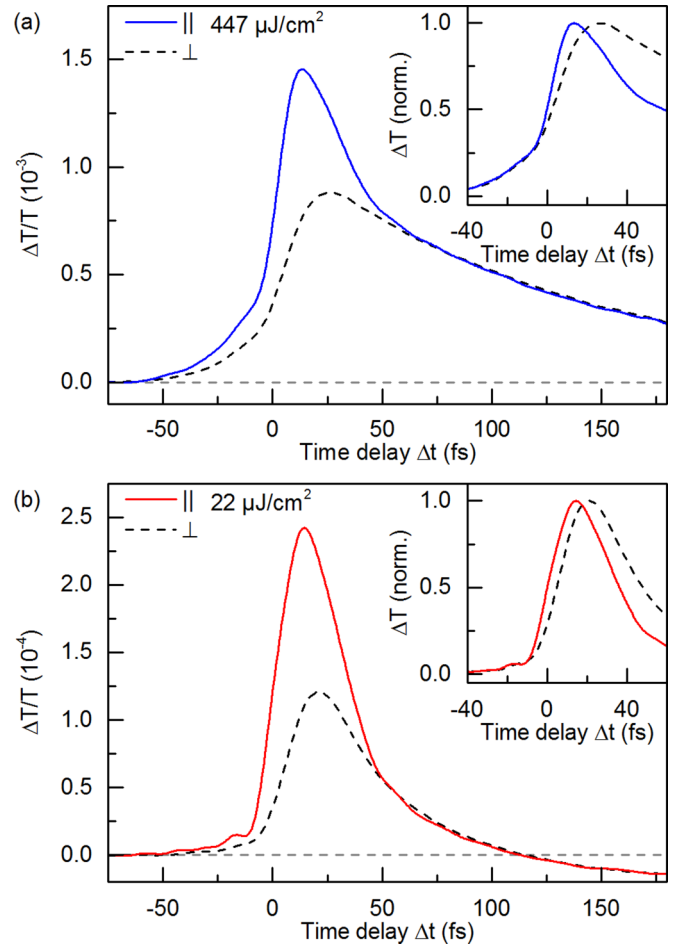 (a)
|| 447 µJ/cm²
⊥
1.5
1.0
0.5
0.0
ΔT/T (10⁻³)
-50 0 50 100 150
Time delay Δt (fs)
1.0
0.5
0.0
ΔT (norm.)
-40 0 40
Time delay Δt (fs)
(b)
|| 22 µJ/cm²
⊥
2.5
2.0
1.5
1.0
0.5
0.0
ΔT/T (10⁻⁴)
-50 0 50 100 150
Time delay Δt (fs)
1.0
0.5
0.0
ΔT (norm.)
-40 0 40
Time delay Δt (fs)